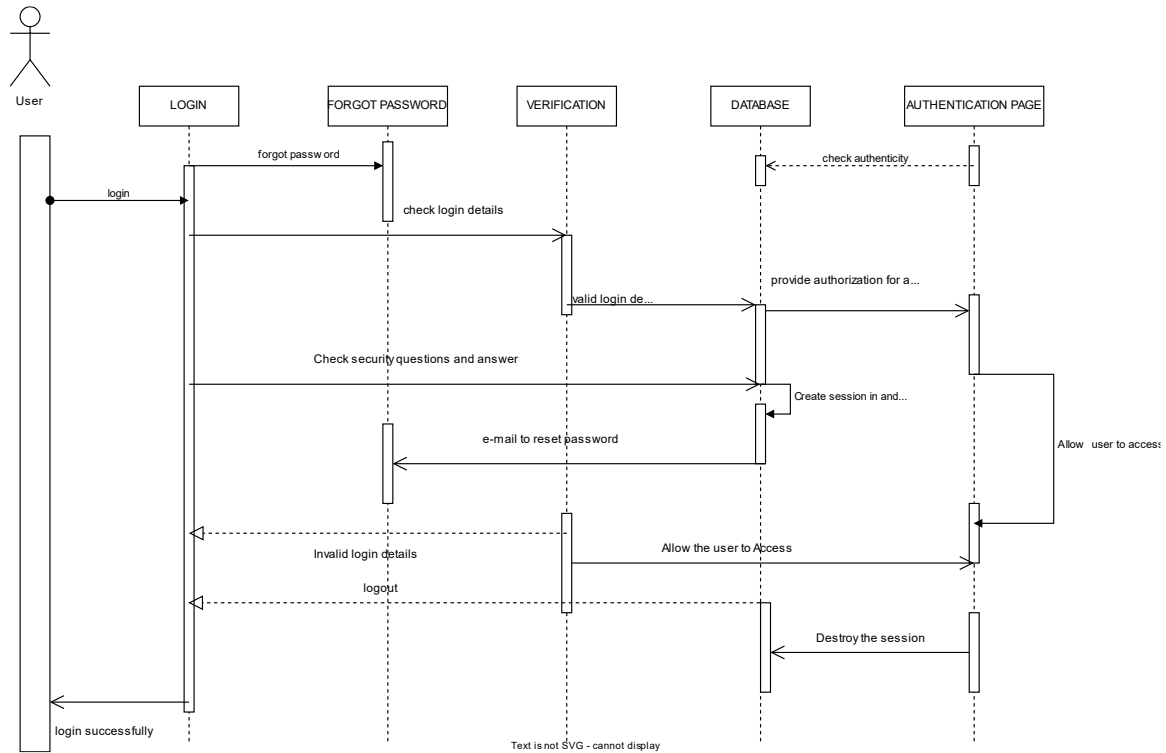 User
LOGIN
FORGOT PASSWORD
VERIFICATION
DATABASE
AUTHENTICATION PAGE
forgot password
check authenticity
login
check login details
provide authorization for a...
valid login de...
Check security questions and answer
Create session in and...
e-mail to reset password
Allow user to access
Invalid login details
Allow the user to Access
logout
Destroy the session
login successfully
Text is not SVG - cannot display